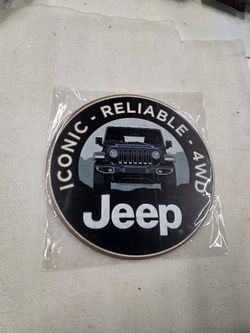 ICONIC - RELIABLE - 4WD
Jeep